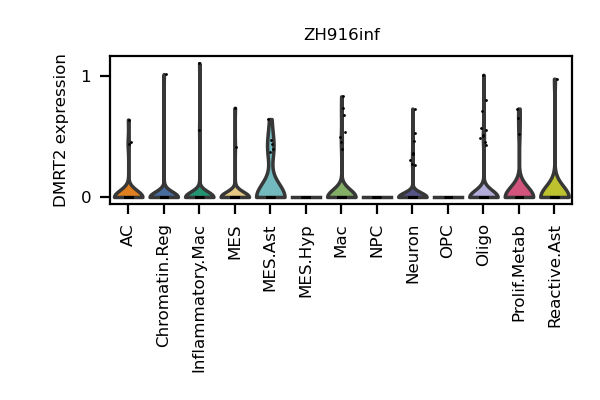 ZH916inf
DMRT2 expression
1
0
AC
Chromatin.Reg
Inflammatory.Mac
MES
MES.Ast
MES.Hyp
Mac
NPC
Neuron
OPC
Oligo
Prolif.Metab
Reactive.Ast